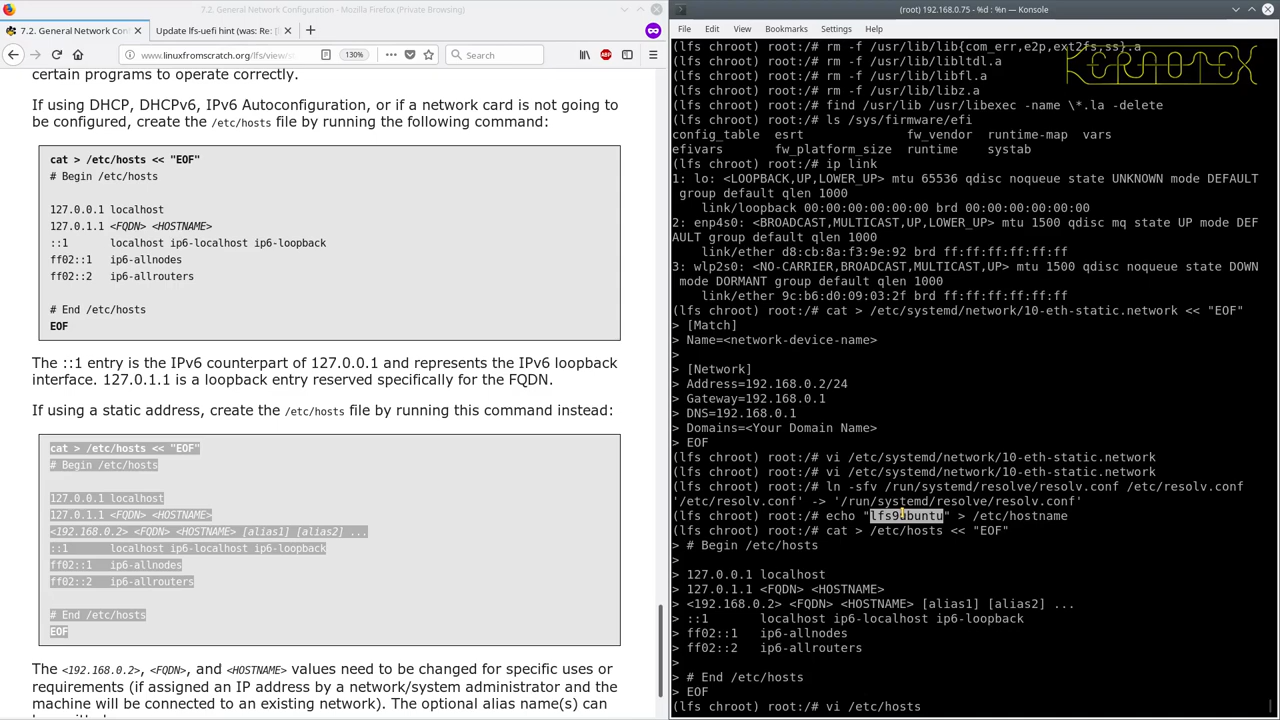 7.2. General Network Configuration - Mozilla Firefox (Private Browsing)
7.2. General Network Con
Update lfs-uefi hint (was: Re: [
www.linuxfromscratch.org/lfs
130%
Search
certain programs to operate correctly.
If using DHCP, DHCPv6, IPv6 Autoconfiguration, or if a network card is not going to
be configured, create the /etc/hosts file by running the following command:
cat > /etc/hosts << "EOF"
# Begin /etc/hosts
127.0.0.1 localhost
127.0.1.1 <FQDN> <HOSTNAME>
::1       localhost ip6-localhost ip6-loopback
ff02::1   ip6-allnodes
ff02::2   ip6-allrouters
# End /etc/hosts
EOF
The ::1 entry is the IPv6 counterpart of 127.0.0.1 and represents the IPv6 loopback
interface. 127.0.1.1 is a loopback entry reserved specifically for the FQDN.
If using a static address, create the /etc/hosts file by running this command instead:
cat > /etc/hosts << "EOF"
# Begin /etc/hosts
127.0.0.1 localhost
127.0.1.1 <FQDN> <HOSTNAME>
<192.168.0.2> <FQDN> <HOSTNAME> [alias1] [alias2] ...
::1       localhost ip6-localhost ip6-loopback
ff02::1   ip6-allnodes
ff02::2   ip6-allrouters
# End /etc/hosts
EOF
The <192.168.0.2>, <FQDN>, and <HOSTNAME> values need to be changed for specific uses or
requirements (if assigned an IP address by a network/system administrator and the
machine will be connected to an existing network). The optional alias name(s) can
(root) 192.168.0.75 - %d : %n — Konsole
File Edit View Bookmarks Settings Help
KERNOTEX
(lfs chroot) root:/# rm -f /usr/lib/lib{com_err,e2p,ext2fs,ss}.a
(lfs chroot) root:/# rm -f /usr/lib/libltdl.a
(lfs chroot) root:/# rm -f /usr/lib/libfl.a
(lfs chroot) root:/# rm -f /usr/lib/libz.a
(lfs chroot) root:/# find /usr/lib /usr/libexec -name \*.la -delete
(lfs chroot) root:/# ls /sys/firmware/efi
config_table  esrt              fw_vendor  runtime-map  vars
efivars       fw_platform_size  runtime    systab
(lfs chroot) root:/# ip link
1: lo: <LOOPBACK,UP,LOWER_UP> mtu 65536 qdisc noqueue state UNKNOWN mode DEFAULT
group default qlen 1000
link/loopback 00:00:00:00:00:00 brd 00:00:00:00:00:00
2: enp4s0: <BROADCAST,MULTICAST,UP,LOWER_UP> mtu 1500 qdisc mq state UP mode DEF
AULT group default qlen 1000
link/ether d8:cb:8a:f3:9e:92 brd ff:ff:ff:ff:ff:ff
3: wlp2s0: <NO-CARRIER,BROADCAST,MULTICAST,UP> mtu 1500 qdisc noqueue state DOWN
mode DORMANT group default qlen 1000
link/ether 9c:b6:d0:09:03:2f brd ff:ff:ff:ff:ff:ff
(lfs chroot) root:/# cat > /etc/systemd/network/10-eth-static.network << "EOF"
> [Match]
> Name=<network-device-name>
>
> [Network]
> Address=192.168.0.2/24
> Gateway=192.168.0.1
> DNS=192.168.0.1
> Domains=<Your Domain Name>
> EOF
(lfs chroot) root:/# vi /etc/systemd/network/10-eth-static.network
(lfs chroot) root:/# vi /etc/systemd/network/10-eth-static.network
(lfs chroot) root:/# ln -sfv /run/systemd/resolve/resolv.conf /etc/resolv.conf
'/etc/resolv.conf' -> '/run/systemd/resolve/resolv.conf'
(lfs chroot) root:/# echo "lfs9ubuntu" > /etc/hostname
(lfs chroot) root:/# cat > /etc/hosts << "EOF"
> # Begin /etc/hosts
>
> 127.0.0.1 localhost
> 127.0.1.1 <FQDN> <HOSTNAME>
> <192.168.0.2> <FQDN> <HOSTNAME> [alias1] [alias2] ...
> ::1       localhost ip6-localhost ip6-loopback
> ff02::1   ip6-allnodes
> ff02::2   ip6-allrouters
>
> # End /etc/hosts
> EOF
(lfs chroot) root:/# vi /etc/hosts